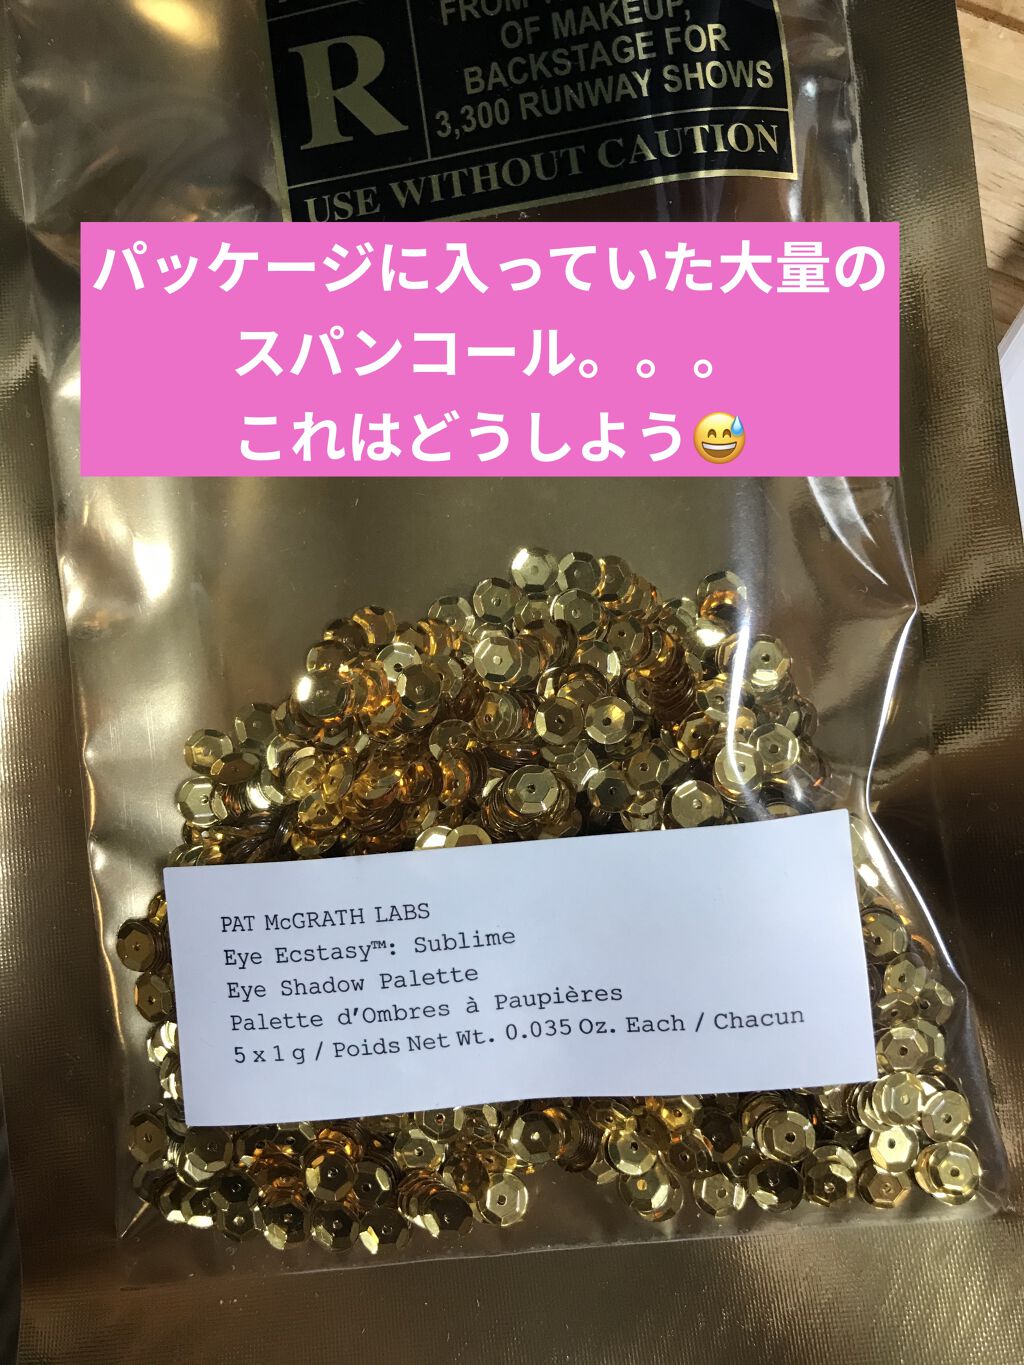 R
OF MAKEUP,
BACKSTAGE FOR
3,300 RUNWAY SHOWS
USE WITHOUT CAUTION
パッケージに入っていた大量の
スパンコール。。。
これはどうしよう😅
PAT McGRATH LABS
Eye Ecstasy™: Sublime
Eye Shadow Palette
Palette d’Ombres à Paupières
5 x 1 g / Poids Net Wt. 0.035 Oz. Each / Chacun